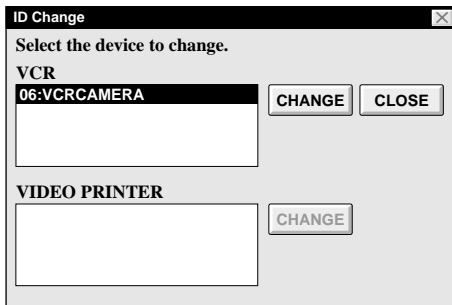 ID Change
Select the device to change.
VCR
06:VCRCAMERA
CHANGE CLOSE
VIDEO PRINTER
CHANGE